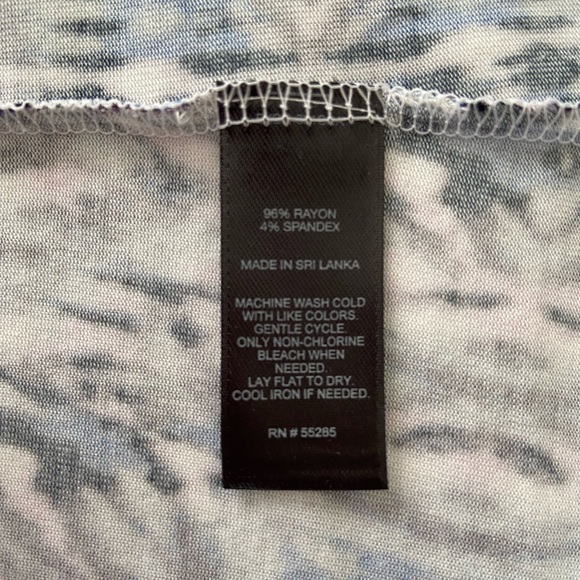 96% RAYON
4% SPANDEX
MADE IN SRI LANKA
MACHINE WASH COLD
WITH LIKE COLORS.
GENTLE CYCLE.
ONLY NON-CHLORINE
BLEACH WHEN
NEEDED.
LAY FLAT TO DRY.
COOL IRON IF NEEDED.
RN # 55285